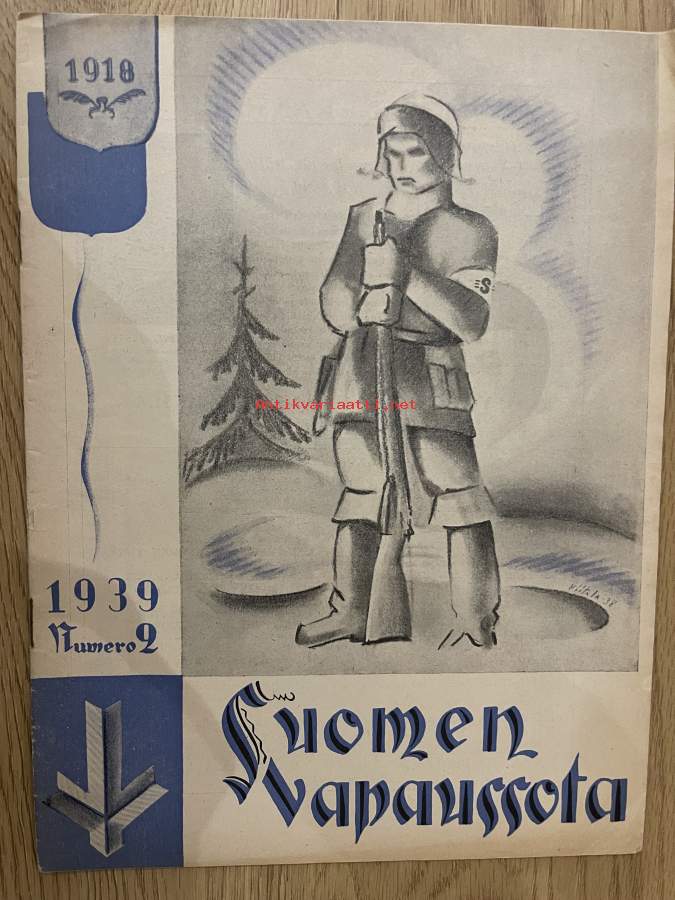 1918
S
Antikvariaatti.net
1939
Numero 2
Suomen
vapaussota